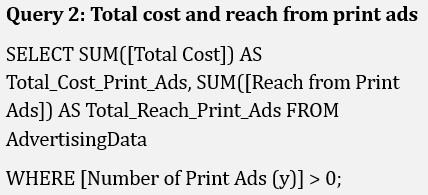 Query 2: Total cost and reach from print ads
SELECT SUM([Total Cost]) AS
Total_Cost_Print_Ads, SUM([Reach from Print
Ads]) AS Total_Reach_Print_Ads FROM
AdvertisingData
WHERE [Number of Print Ads (y)] > 0;